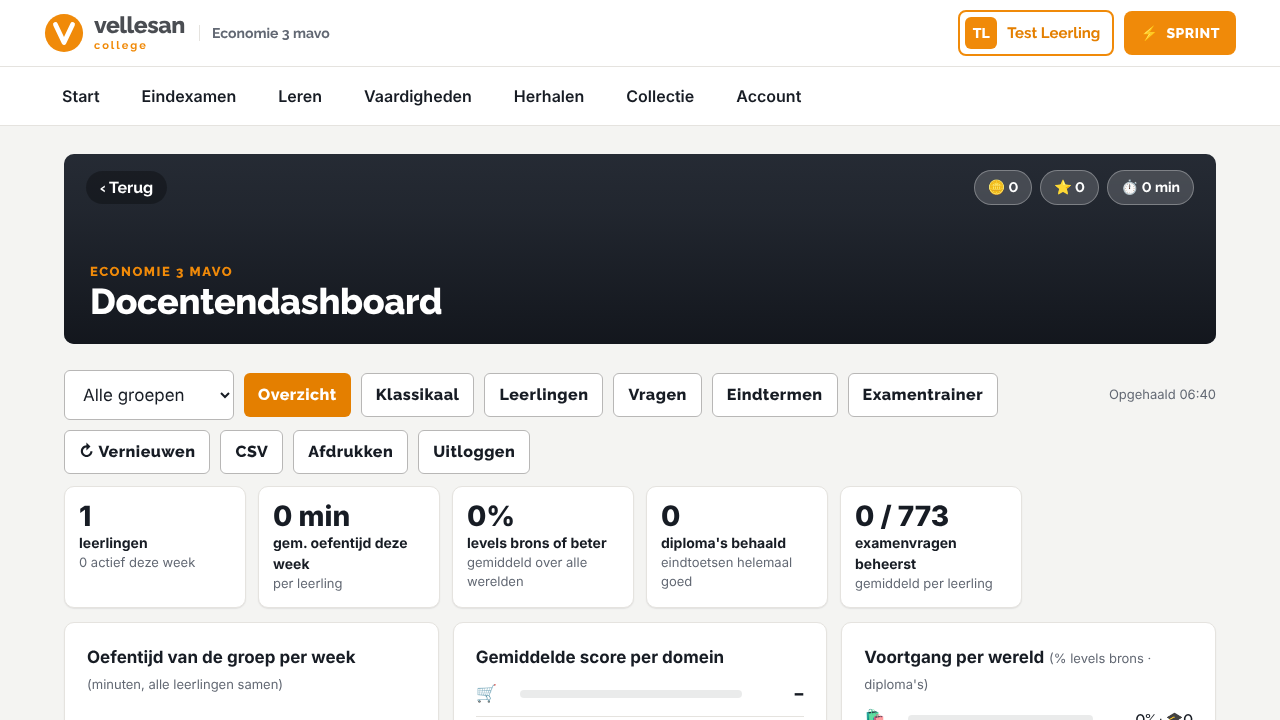 vellesan
college
Economie 3 mavo
TL Test Leerling
⚡ SPRINT
Start Eindexamen Leren Vaardigheden Herhalen Collectie Account
‹ Terug
🪙 0 ⭐ 0 ⏱️ 0 min
ECONOMIE 3 MAVO
Docentendashboard
Alle groepen Overzicht Klassikaal Leerlingen Vragen Eindtermen Examentrainer Opgehaald 06:40
↻ Vernieuwen CSV Afdrukken Uitloggen
1
leerlingen
0 actief deze week
0 min
gem. oefentijd deze
week
per leerling
0%
levels brons of beter
gemiddeld over alle
werelden
0
diploma's behaald
eindtoetsen helemaal
goed
0 / 773
examenvragen
beheerst
gemiddeld per leerling
Oefentijd van de groep per week
(minuten, alle leerlingen samen)
Gemiddelde score per domein
🛒 –
Voortgang per wereld (% levels brons ·
diploma's)
🛍️ 0% · 🎓0